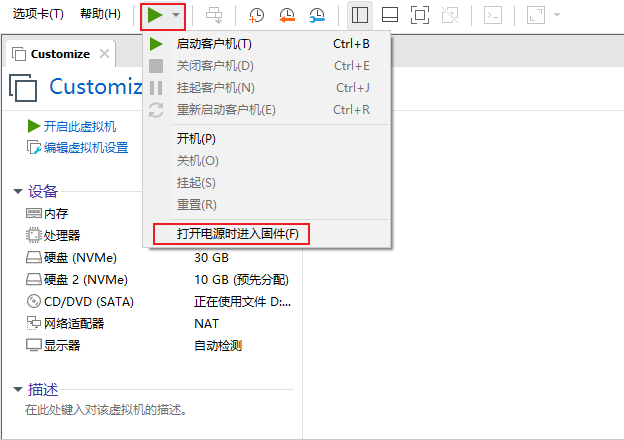 选项卡(T) 帮助(H)
Customize
Customiz
启动客户机(T) Ctrl+B
关闭客户机(D) Ctrl+E
挂起客户机(N) Ctrl+J
重新启动客户机(E) Ctrl+R
开机(P)
关机(O)
挂起(S)
重置(R)
打开电源时进入固件(F)
开启此虚拟机
编辑虚拟机设置
设备
内存
处理器
硬盘 (NVMe) 30 GB
硬盘 2 (NVMe) 10 GB (预先分配)
CD/DVD (SATA) 正在使用文件 D:...
网络适配器 NAT
显示器 自动检测
描述
在此处键入对该虚拟机的描述。